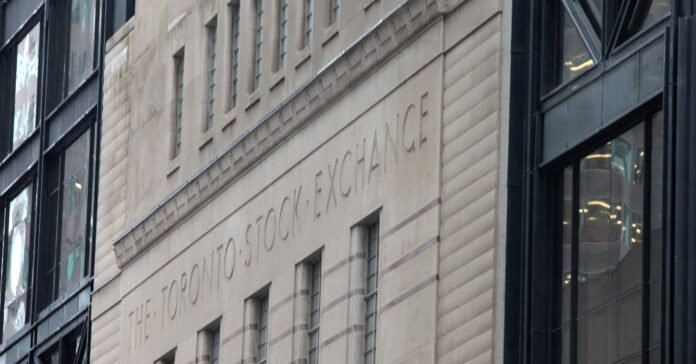 THE · TORONTO · STOCK · EXCHANGE